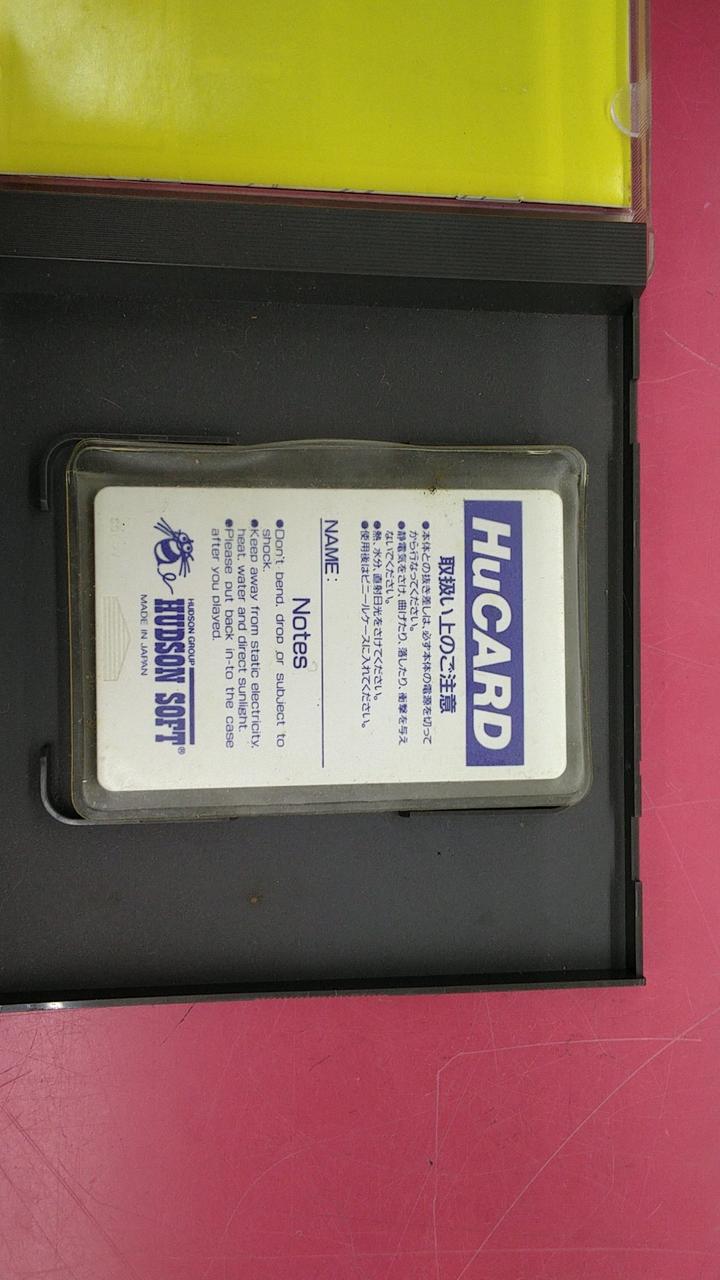 HuCARD
取扱い上のご注意
●本体との抜き差しは、必ず本体の電源を切って
から行なってください。
●静電気をさけ、曲げたり、落したり、衝撃を与え
ないでください。
●熱、水分、直射日光をさけてください。
●使用後はビニールケースに入れてください。
NAME:
Notes
●Don't bend, drop or subject to
shock.
●Keep away from static electricity,
heat, water and direct sunlight.
●Please put back in-to the case
after you played.
HUDSON GROUP
HUDSON SOFT®
MADE IN JAPAN